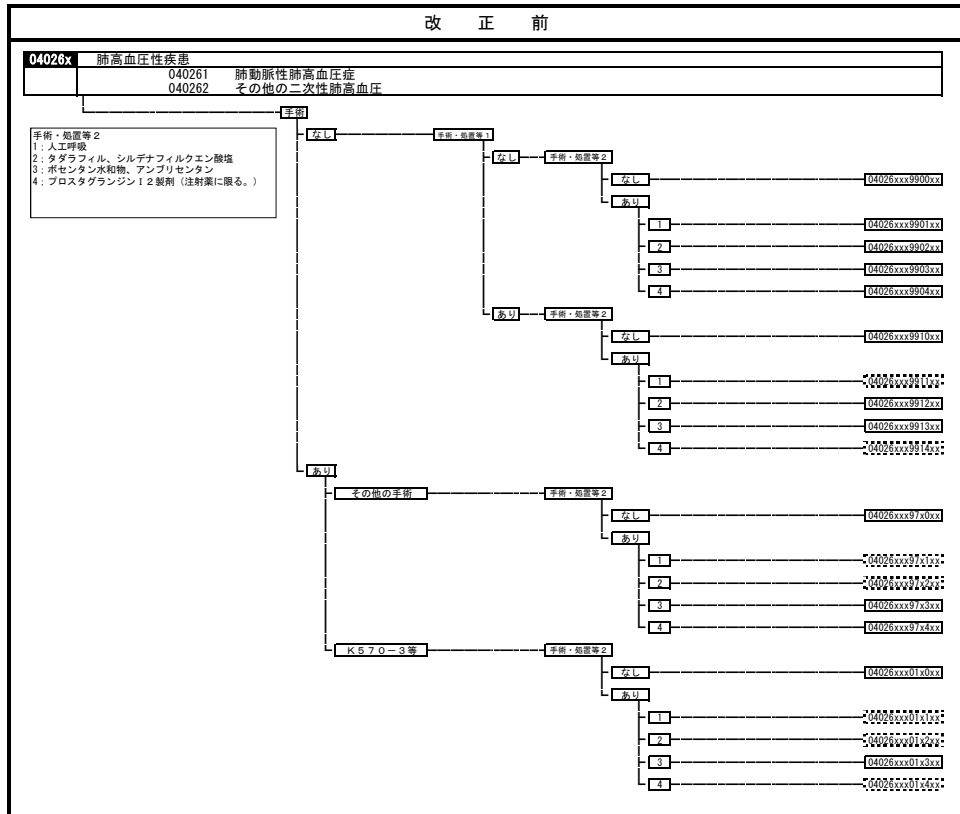 改　正　前
04026x　肺高血圧性疾患
040261　肺動脈性肺高血圧症
040262　その他の二次性肺高血圧
手術
手術・処置等２
1；人工呼吸
2；タダラフィル、シルデナフィルクエン酸塩
3；ボセンタン水和物、アンブリセンタン
4；プロスタグランジンＩ２製剤（注射薬に限る。）
なし　手術・処置等１
なし　手術・処置等２
なし　04026xxx9900xx
あり
1　04026xxx9901xx
2　04026xxx9902xx
3　04026xxx9903xx
4　04026xxx9904xx
あり　手術・処置等２
なし　04026xxx9910xx
あり
1　04026xxx9911xx
2　04026xxx9912xx
3　04026xxx9913xx
4　04026xxx9914xx
あり
その他の手術　手術・処置等２
なし　04026xxx97x0xx
あり
1　04026xxx97x1xx
2　04026xxx97x2xx
3　04026xxx97x3xx
4　04026xxx97x4xx
Ｋ５７０－３等　手術・処置等２
なし　04026xxx01x0xx
あり
1　04026xxx01x1xx
2　04026xxx01x2xx
3　04026xxx01x3xx
4　04026xxx01x4xx